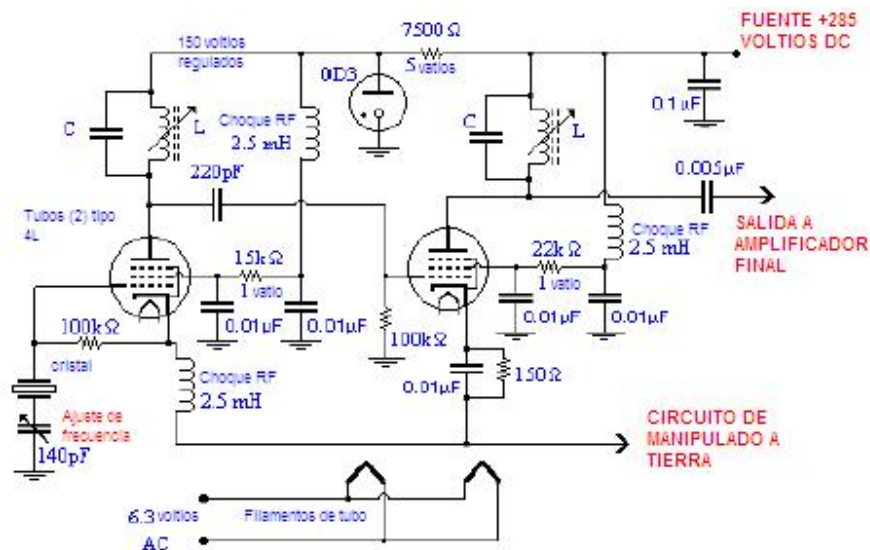 7500 Ω
FUENTE +285
VOLTIOS DC
150 voltios
regulados
0D3
5 vatios
0.1µF
C
L
Choque RF
2.5 mH
C
L
220pF
0.005µF
Tubos (2) tipo
4L
SALIDA A
AMPLIFICADOR
FINAL
Choque RF
2.5 mH
15kΩ
1 vatio
22kΩ
1 vatio
0.01µF
0.01µF
0.01µF
0.01µF
100kΩ
100kΩ
cristal
Choque RF
2.5 mH
0.01µF
150Ω
Ajuste de
frecuencia
140pF
CIRCUITO DE
MANIPULADO A
TIERRA
6.3 voltios
AC
Filamentos de tubo